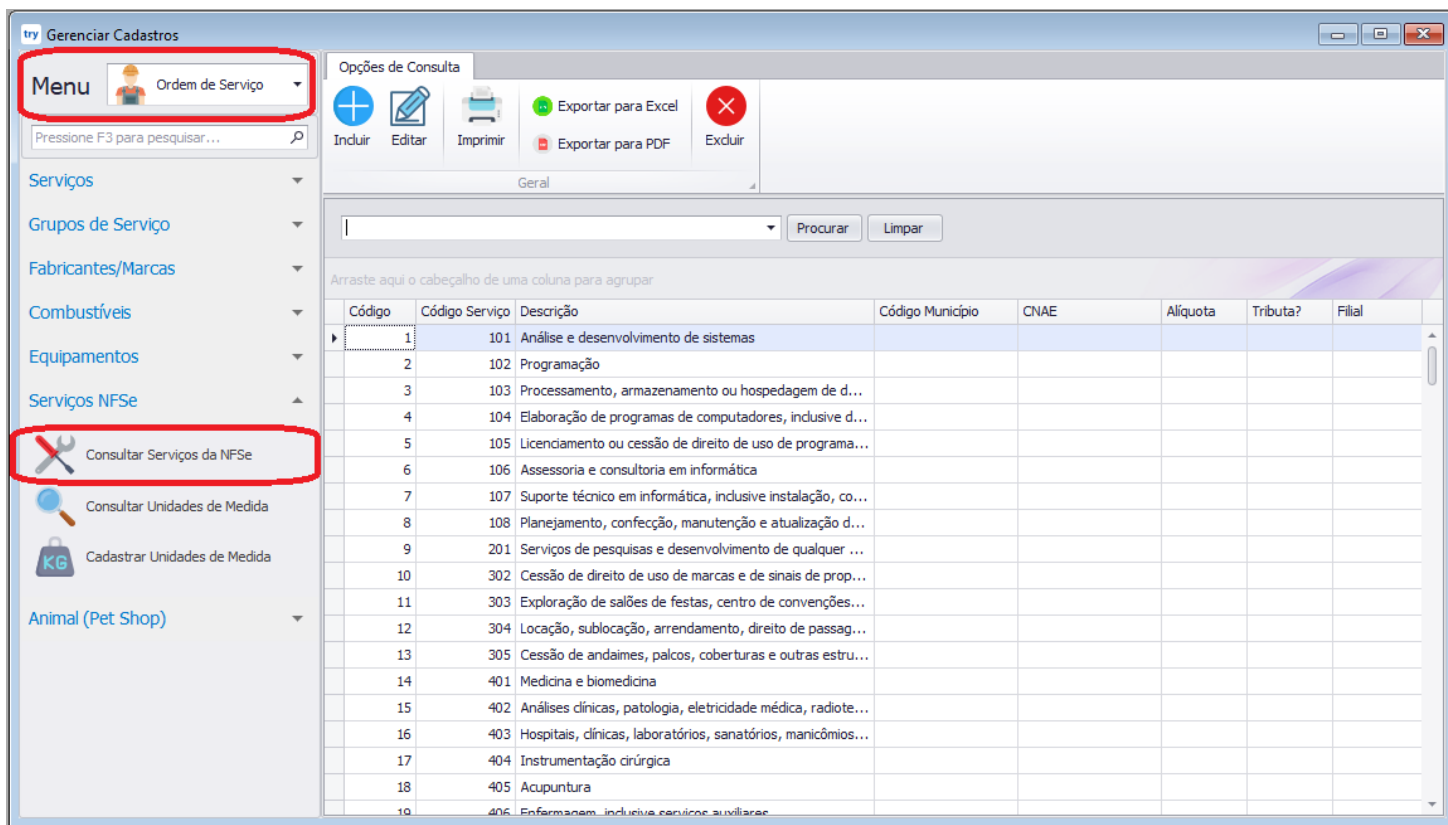 try Gerenciar Cadastros
Menu Ordem de Serviço
Pressione F3 para pesquisar...
Serviços
Grupos de Serviço
Fabricantes/Marcas
Combustíveis
Equipamentos
Serviços NFSe
Consultar Serviços da NFSe
Consultar Unidades de Medida
KG Cadastrar Unidades de Medida
Animal (Pet Shop)
Opções de Consulta
Incluir Editar Imprimir Exportar para Excel Exportar para PDF Excluir
Geral
Procurar Limpar
Arraste aqui o cabeçalho de uma coluna para agrupar
Código Código Serviço Descrição Código Município CNAE Alíquota Tributa? Filial
1 101 Análise e desenvolvimento de sistemas
2 102 Programação
3 103 Processamento, armazenamento ou hospedagem de d...
4 104 Elaboração de programas de computadores, inclusive d...
5 105 Licenciamento ou cessão de direito de uso de programa...
6 106 Assessoria e consultoria em informática
7 107 Suporte técnico em informática, inclusive instalação, co...
8 108 Planejamento, confecção, manutenção e atualização d...
9 201 Serviços de pesquisas e desenvolvimento de qualquer ...
10 302 Cessão de direito de uso de marcas e de sinais de prop...
11 303 Exploração de salões de festas, centro de convenções...
12 304 Locação, sublocação, arrendamento, direito de passag...
13 305 Cessão de andaimes, palcos, coberturas e outras estru...
14 401 Medicina e biomedicina
15 402 Análises clínicas, patologia, eletricidade médica, radiote...
16 403 Hospitais, clínicas, laboratórios, sanatórios, manicômios...
17 404 Instrumentação cirúrgica
18 405 Acupuntura
19 406 Enfermagem, inclusive serviços auxiliares